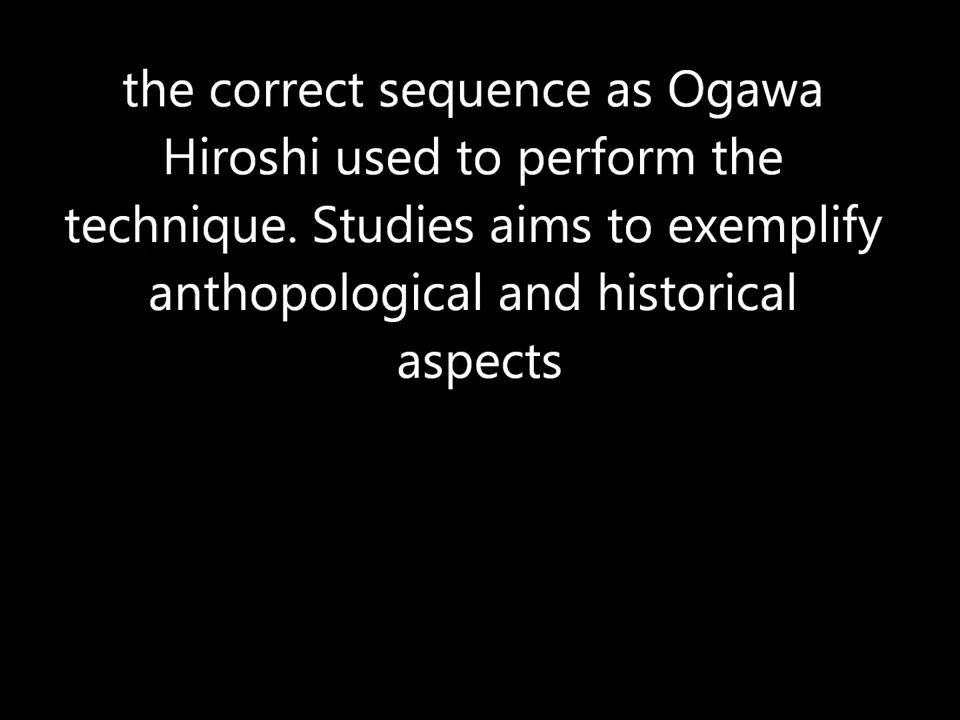 the correct sequence as Ogawa
Hiroshi used to perform the
technique. Studies aims to exemplify
anthopological and historical
aspects